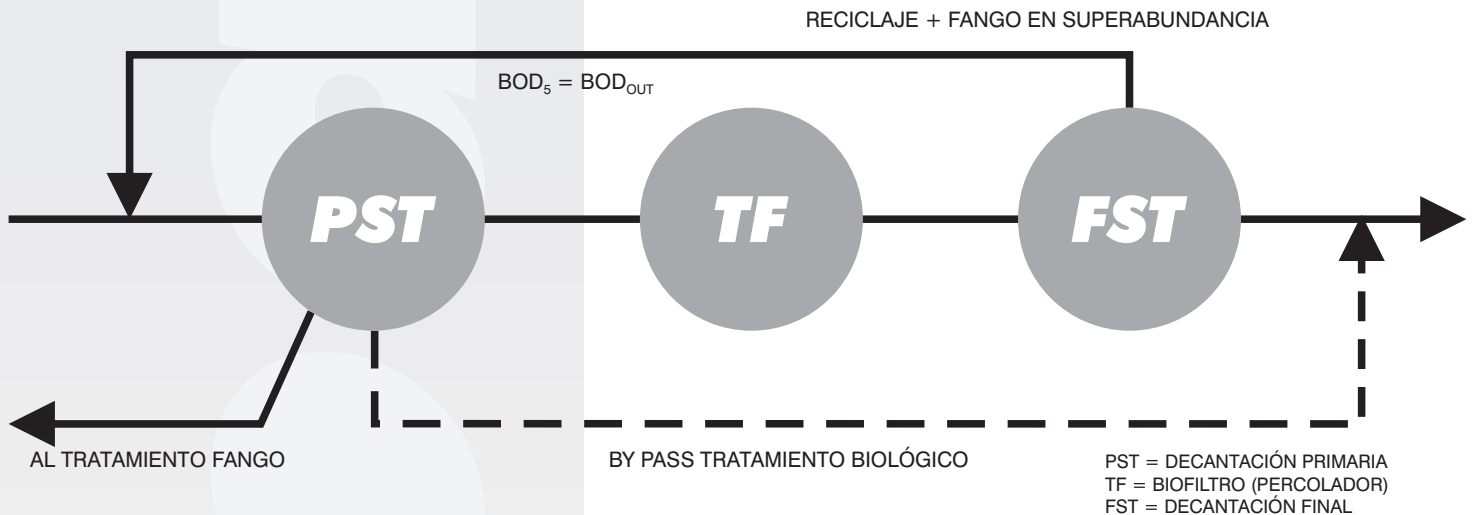 RECICLAJE + FANGO EN SUPERABUNDANCIA
BOD₅ = BOD_OUT
PST
TF
FST
AL TRATAMIENTO FANGO
BY PASS TRATAMIENTO BIOLÓGICO
PST = DECANTACIÓN PRIMARIA
TF = BIOFILTRO (PERCOLADOR)
FST = DECANTACIÓN FINAL